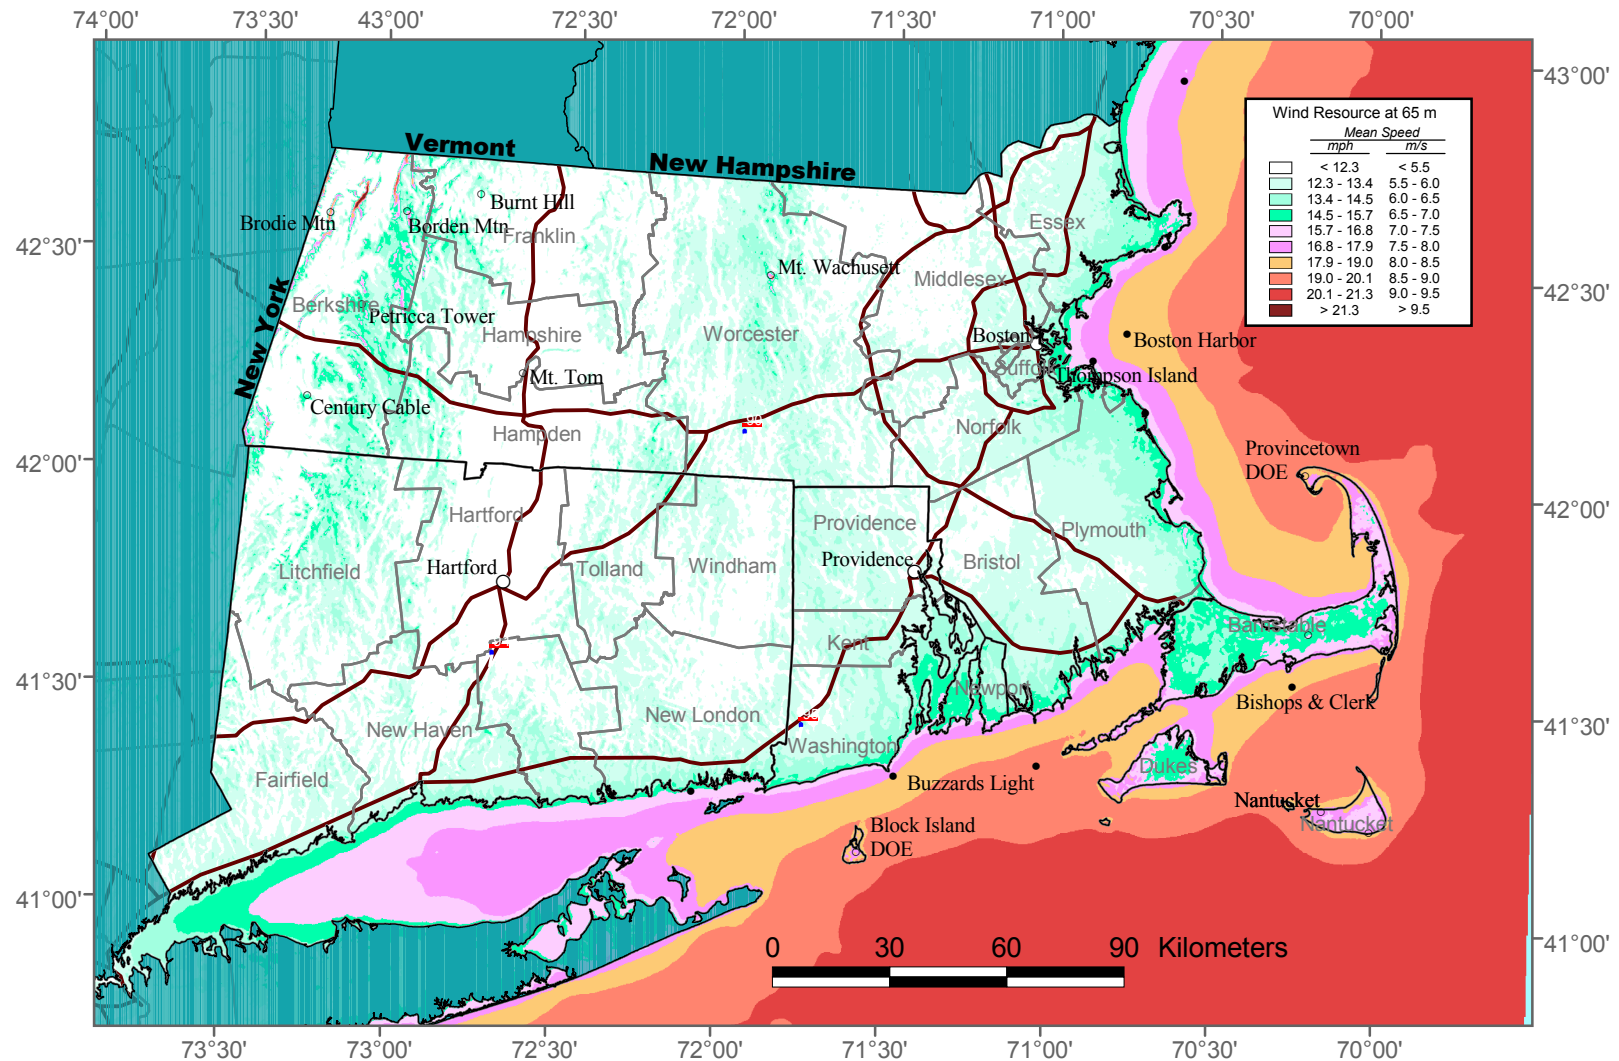 74°00' 73°30' 43°00' 72°30' 72°00' 71°30' 71°00' 70°30' 70°00'
43°00'
Wind Resource at 65 m
Mean Speed
mph m/s
< 12.3 < 5.5
12.3 - 13.4 5.5 - 6.0
13.4 - 14.5 6.0 - 6.5
14.5 - 15.7 6.5 - 7.0
15.7 - 16.8 7.0 - 7.5
16.8 - 17.9 7.5 - 8.0
17.9 - 19.0 8.0 - 8.5
19.0 - 20.1 8.5 - 9.0
20.1 - 21.3 9.0 - 9.5
> 21.3 > 9.5
Vermont
New Hampshire
New York
Burnt Hill
Brodie Mtn
Borden Mtn
Franklin
Essex
42°30'
Mt. Wachusett
Middlesex
42°30'
Berkshire
Petricca Tower
Hampshire
Worcester
Boston
Boston Harbor
Suffolk
Thompson Island
Mt. Tom
Century Cable
90
Norfolk
Hampden
Provincetown
DOE
42°00'
42°00'
Hartford
Providence
Plymouth
Hartford
Providence
Litchfield
Tolland
Windham
Bristol
Barnstable
Kent
91
41°30'
Newport
Bishops & Clerk
95
New London
41°30'
New Haven
Washington
Dukes
Fairfield
Buzzards Light
Nantucket
Nantucket
Block Island
DOE
41°00'
41°00'
0 30 60 90 Kilometers
73°30' 73°00' 72°30' 72°00' 71°30' 71°00' 70°30' 70°00'